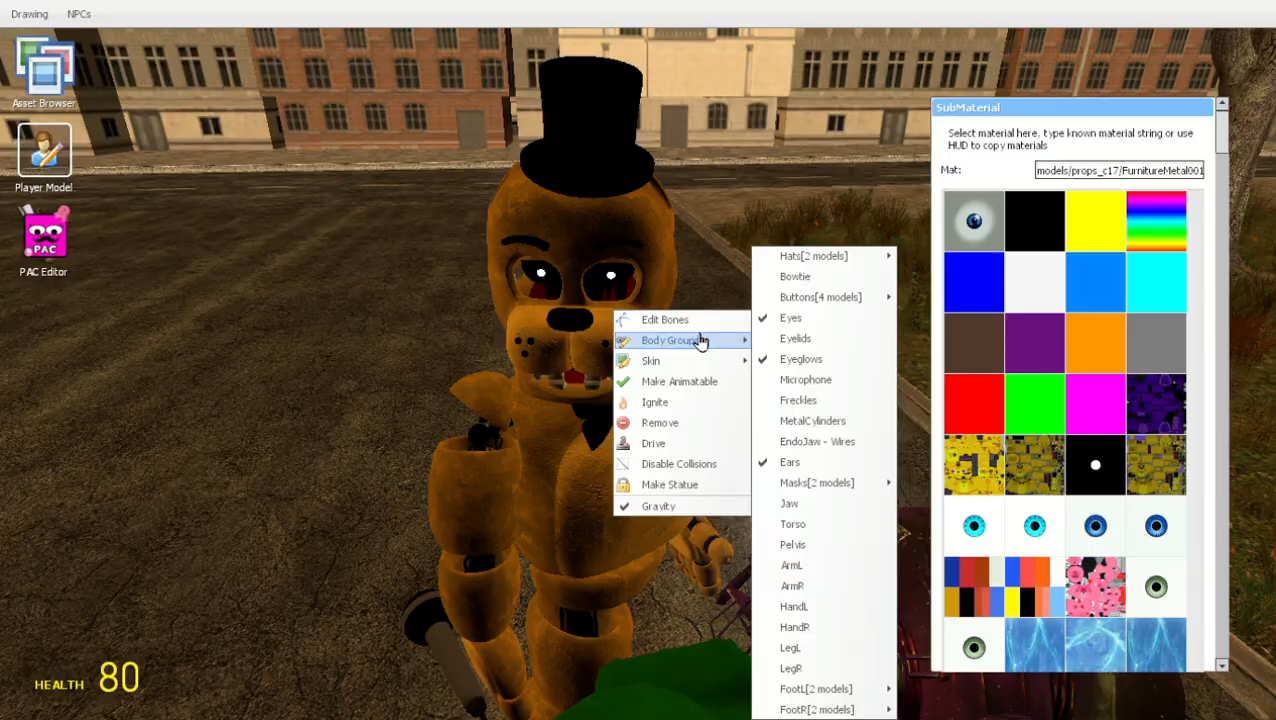 Drawing
NPCs
Asset Browser
Player Model
PAC
PAC Editor
Edit Bones
Skin
Make Animatable
Ignite
Remove
Drive
Disable Collisions
Make Statue
Gravity
Hats[2 models]
Bowtie
Buttons[4 models]
Eyes
Eyelids
Eyeglows
Microphone
Freckles
MetalCylinders
EndoJaw - Wires
Ears
Masks[2 models]
Jaw
Torso
Pelvis
ArmL
ArmR
HandL
HandR
LegL
LegR
FootL[2 models]
FootR[2 models]
SubMaterial
Select material here, type known material string or use
HUD to copy materials
Mat:
models/props_c17/FurnitureMetal001
HEALTH 80